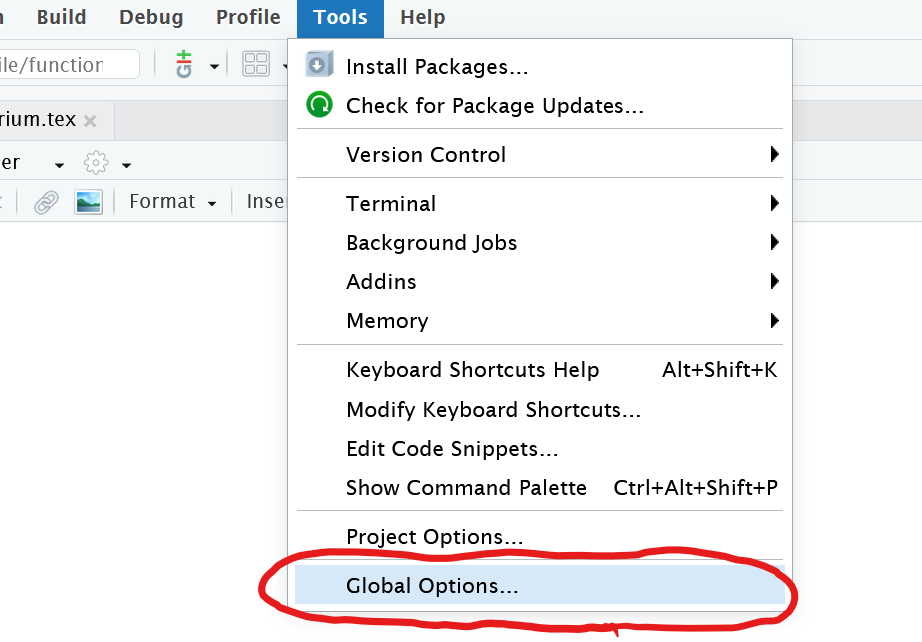 Build Debug Profile Tools Help
ile/function
rium.tex
er
Format Inse
Install Packages...
Check for Package Updates...
Version Control
Terminal
Background Jobs
Addins
Memory
Keyboard Shortcuts Help Alt+Shift+K
Modify Keyboard Shortcuts...
Edit Code Snippets...
Show Command Palette Ctrl+Alt+Shift+P
Project Options...
Global Options...